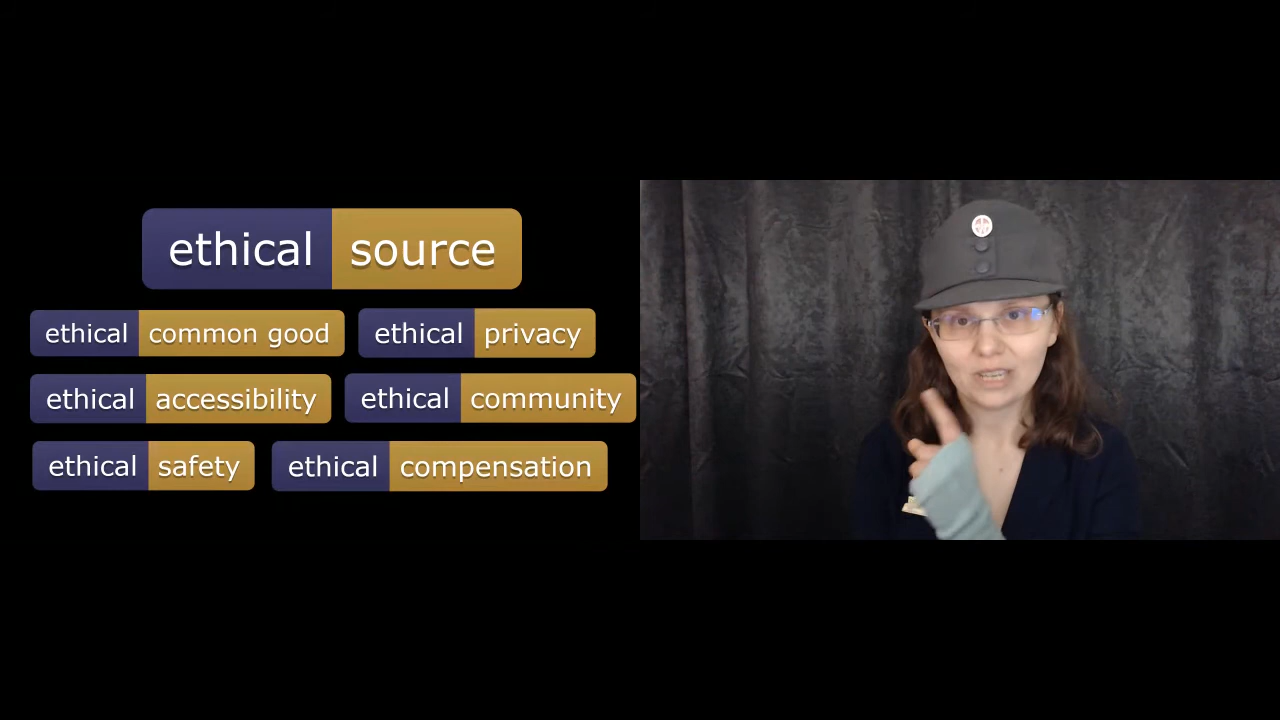 ethical source
ethical common good ethical privacy
ethical accessibility ethical community
ethical safety ethical compensation